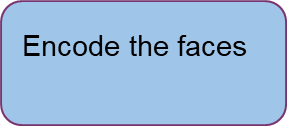 Encode the faces